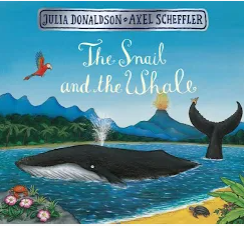 JULIA DONALDSON • AXEL SCHEFFLER
The Snail
and the Whale